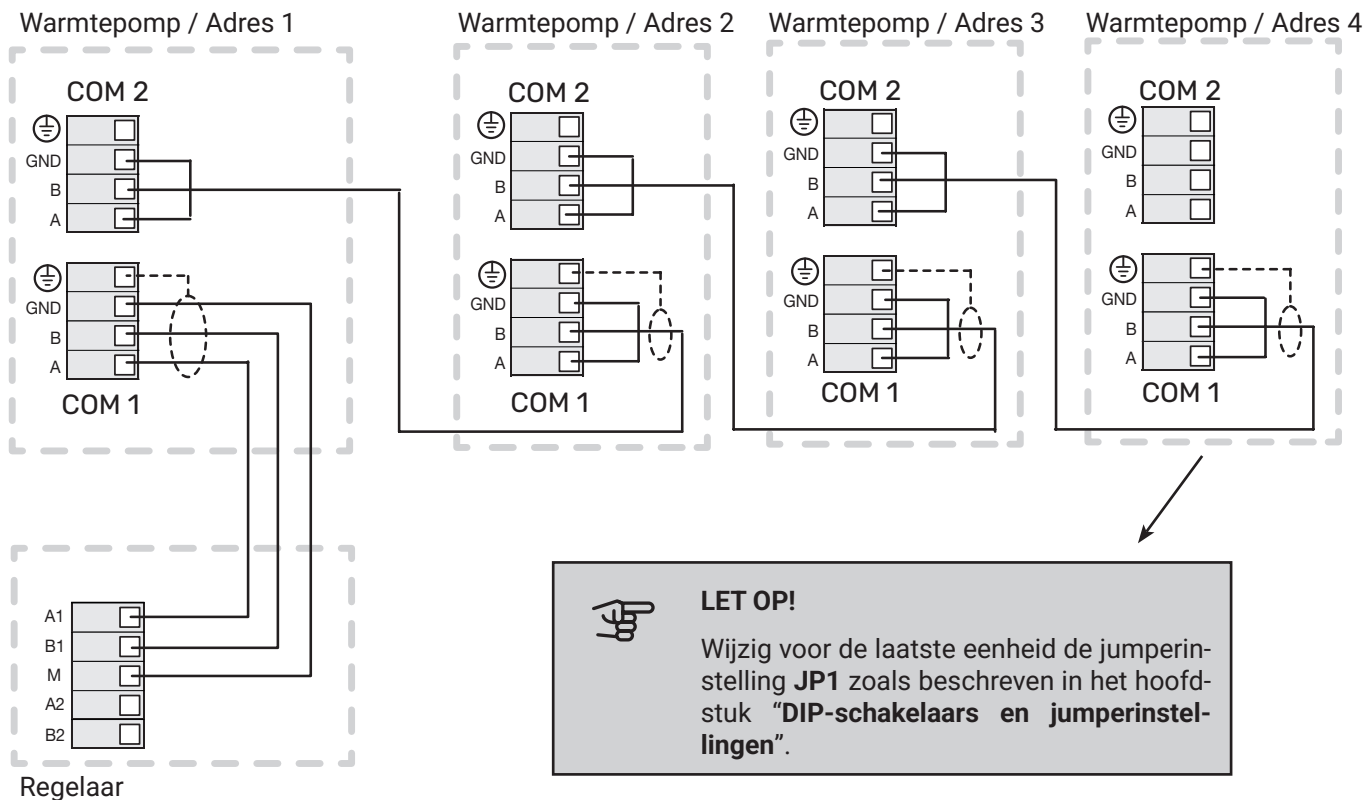 Warmtepomp / Adres 1
COM 2
GND
B
A
GND
B
A
COM 1
Warmtepomp / Adres 2
COM 2
GND
B
A
GND
B
A
COM 1
Warmtepomp / Adres 3
COM 2
GND
B
A
GND
B
A
COM 1
Warmtepomp / Adres 4
COM 2
GND
B
A
GND
B
A
COM 1
A1
B1
M
A2
B2
Regelaar
LET OP!
Wijzig voor de laatste eenheid de jumperin-
stelling JP1 zoals beschreven in het hoofd-
stuk “DIP-schakelaars en jumperinstel-
lingen”.